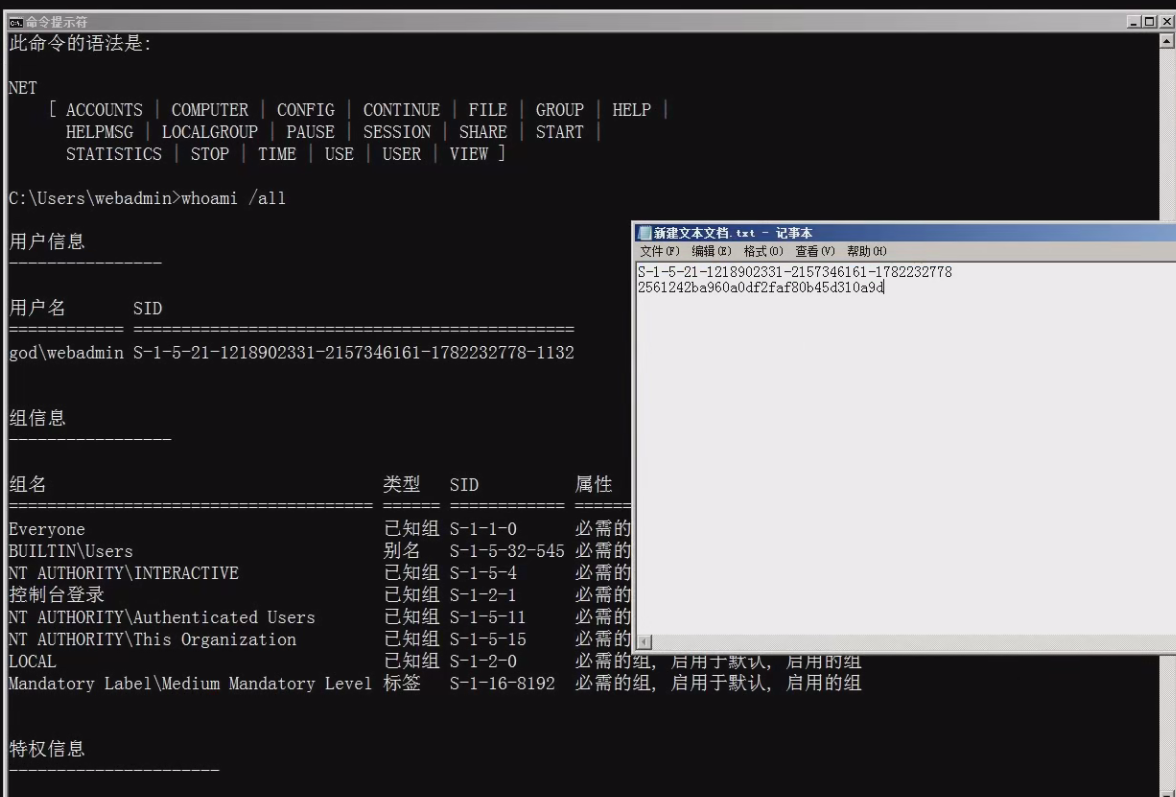 命令提示符
此命令的语法是:
NET
[ ACCOUNTS | COMPUTER | CONFIG | CONTINUE | FILE | GROUP | HELP |
HELPMSG | LOCALGROUP | PAUSE | SESSION | SHARE | START |
STATISTICS | STOP | TIME | USE | USER | VIEW ]
C:\Users\webadmin>whoami /all
用户信息
----------------
用户名 SID
============ ==============================================
god\webadmin S-1-5-21-1218902331-2157346161-1782232778-1132
组信息
-----------------
组名 类型 SID 属性
====================================== ====== ============ ======
Everyone 已知组 S-1-1-0 必需的
BUILTIN\Users 别名 S-1-5-32-545 必需的
NT AUTHORITY\INTERACTIVE 已知组 S-1-5-4 必需的
控制台登录 已知组 S-1-2-1 必需的
NT AUTHORITY\Authenticated Users 已知组 S-1-5-11 必需的
NT AUTHORITY\This Organization 已知组 S-1-5-15 必需的
LOCAL 已知组 S-1-2-0 必需的组, 启用于默认, 启用的组
Mandatory Label\Medium Mandatory Level 标签 S-1-16-8192 必需的组, 启用于默认, 启用的组
特权信息
----------------------
新建文本文档.txt - 记事本
文件(F) 编辑(E) 格式(O) 查看(V) 帮助(H)
S-1-5-21-1218902331-2157346161-1782232778
2561242ba960a0df2faf80b45d310a9d